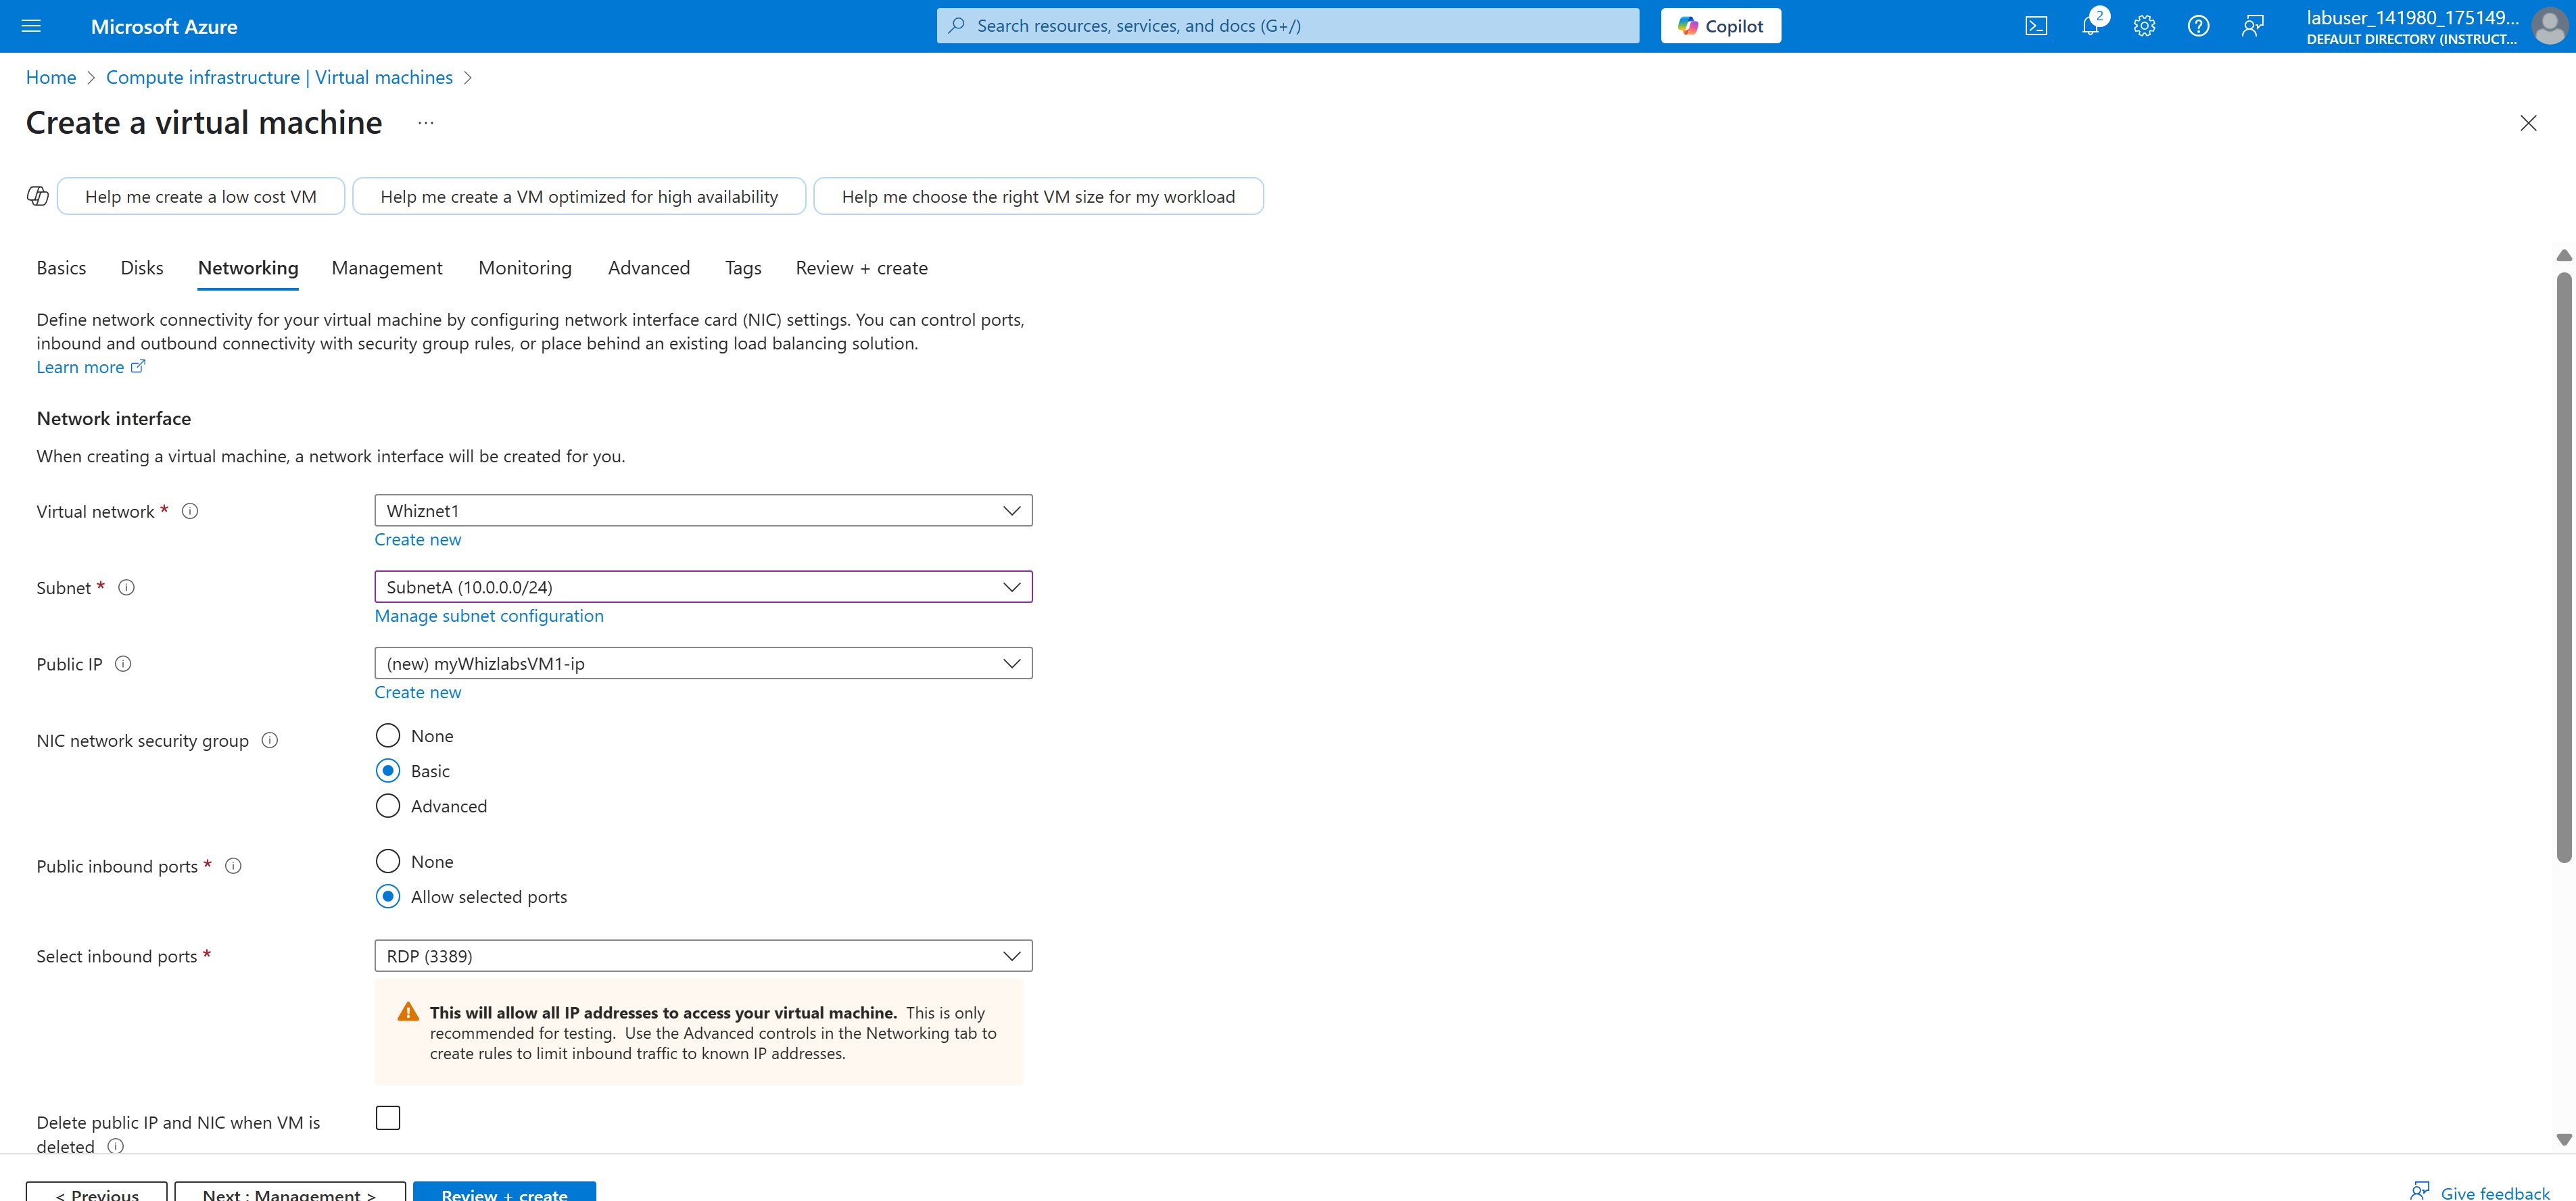 Microsoft Azure
Search resources, services, and docs (G+/)
Copilot
2
labuser_141980_175149...
DEFAULT DIRECTORY (INSTRUCT...
Home > Compute infrastructure | Virtual machines >
Create a virtual machine ...
Help me create a low cost VM
Help me create a VM optimized for high availability
Help me choose the right VM size for my workload
Basics Disks Networking Management Monitoring Advanced Tags Review + create
Define network connectivity for your virtual machine by configuring network interface card (NIC) settings. You can control ports,
inbound and outbound connectivity with security group rules, or place behind an existing load balancing solution.
Learn more
Network interface
When creating a virtual machine, a network interface will be created for you.
Virtual network *
Whiznet1
Create new
Subnet *
SubnetA (10.0.0.0/24)
Manage subnet configuration
Public IP
(new) myWhizlabsVM1-ip
Create new
NIC network security group
None
Basic
Advanced
Public inbound ports *
None
Allow selected ports
Select inbound ports *
RDP (3389)
This will allow all IP addresses to access your virtual machine. This is only
recommended for testing. Use the Advanced controls in the Networking tab to
create rules to limit inbound traffic to known IP addresses.
Delete public IP and NIC when VM is
deleted
< Previous
Next : Management >
Review + create
Give feedback